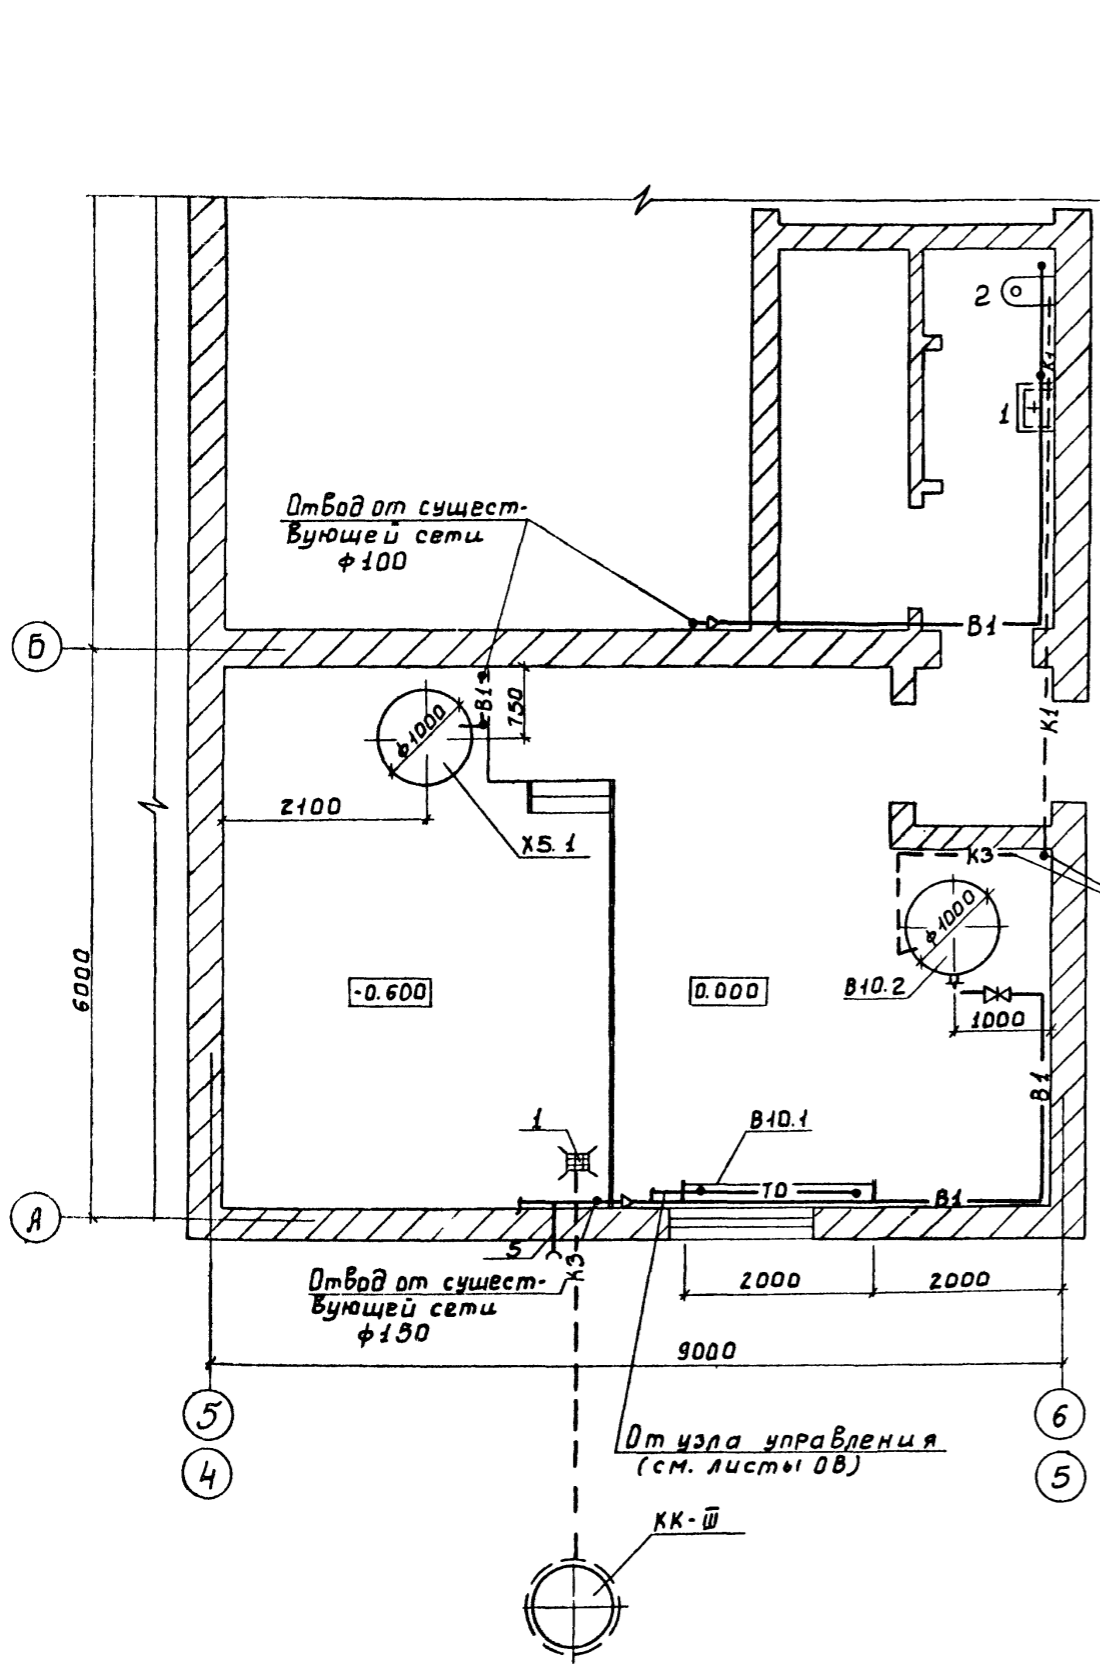 2
К1
1
Отвод от сущест-
вующей сети
ф100
В1
Б
В1
750
ф1000
К1
2100
Х5.1
К3
ф1000
6000
-0.600
0.000
В10.2
1000
В1
1
В10.1
Т0
В1
А
5
К3
Отвод от сущест-
вующей сети
ф150
2000
2000
9000
5
6
4
5
От узла управления
(см. листы ОВ)
КК-III